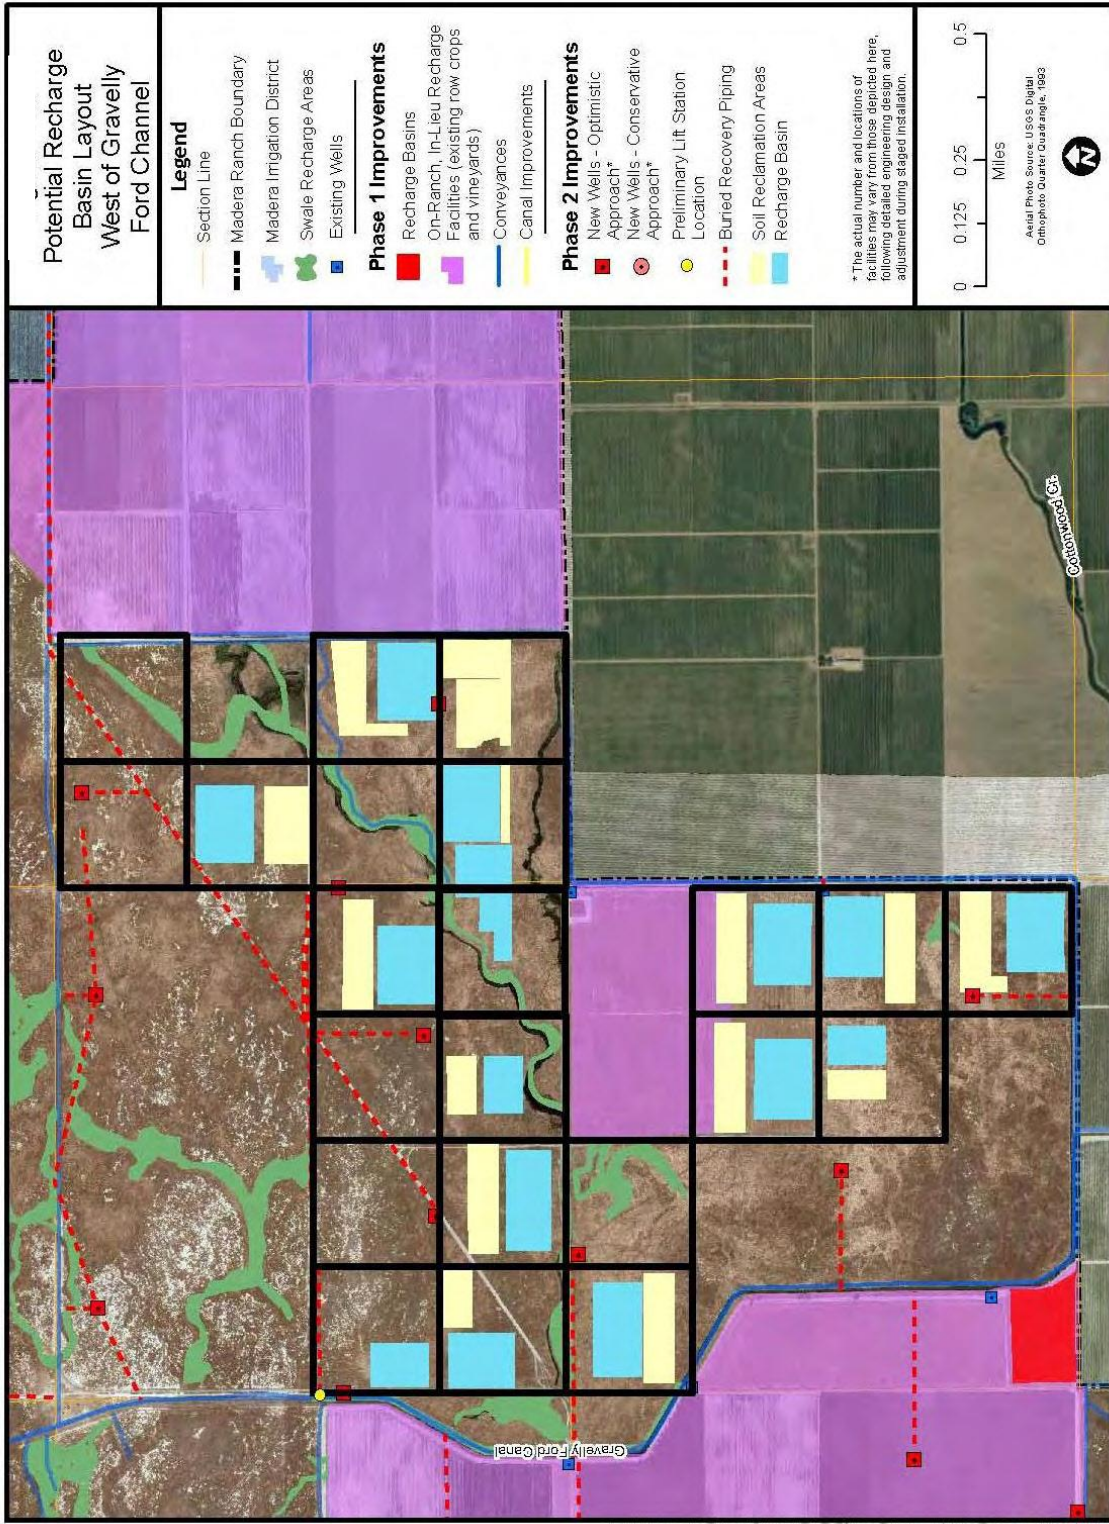 Potential Recharge
Basin Layout
West of Gravelly
Ford Channel
Legend
Section Line
Madera Ranch Boundary
Madera Irrigation District
Swale Recharge Areas
Existing Wells
Phase 1 Improvements
Recharge Basins
On-Ranch, In-Lieu Recharge
Facilities (existing row crops
and vineyards)
Conveyances
Canal Improvements
Phase 2 Improvements
New Wells - Optimistic
Approach*
New Wells - Conservative
Approach*
Preliminary Lift Station
Location
Buried Recovery Piping
Soil Reclamation Areas
Recharge Basin
* The actual number and locations of
facilities may vary from those depicted here,
following detailed engineering design and
adjustment during staged installation.
0 0.125 0.25 0.5
Miles
Aerial Photo Source: USGS Digital
Orthophoto Quarter Quadrangle, 1993
N
Cottonwood Cr.
Gravelly Ford Canal